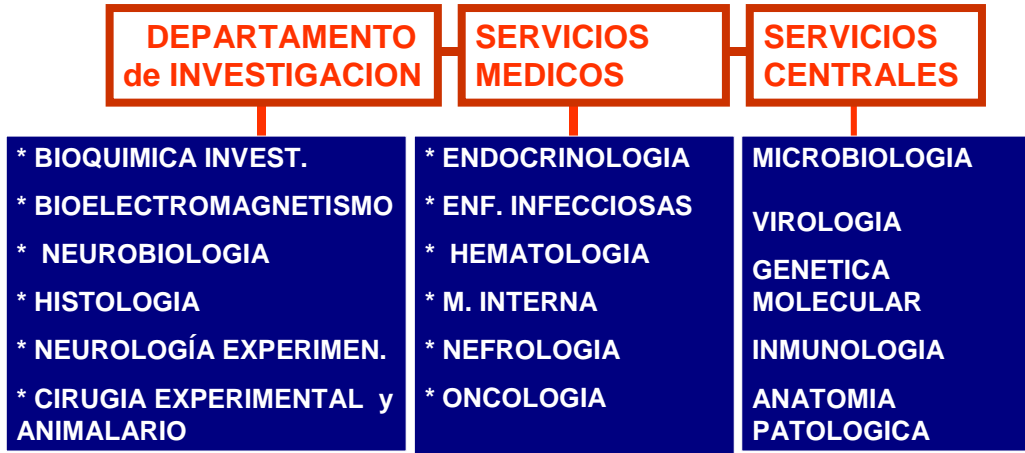 DEPARTAMENTO
de INVESTIGACION
SERVICIOS
MEDICOS
SERVICIOS
CENTRALES
* BIOQUIMICA INVEST.
* BIOELECTROMAGNETISMO
* NEUROBIOLOGIA
* HISTOLOGIA
* NEUROLOGÍA EXPERIMEN.
* CIRUGIA EXPERIMENTAL y
ANIMALARIO
* ENDOCRINOLOGIA
* ENF. INFECCIOSAS
* HEMATOLOGIA
* M. INTERNA
* NEFROLOGIA
* ONCOLOGIA
MICROBIOLOGIA
VIROLOGIA
GENETICA
MOLECULAR
INMUNOLOGIA
ANATOMIA
PATOLOGICA